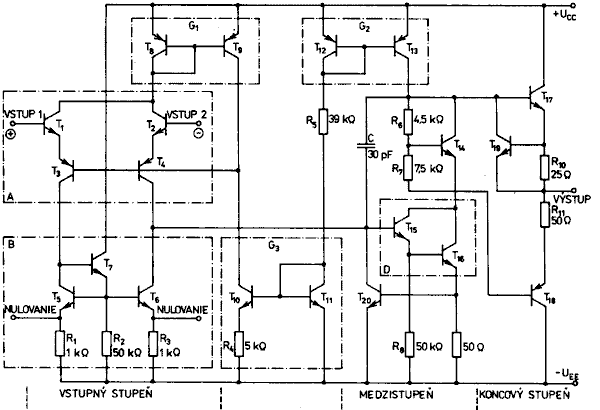 +U_CC
G1
G2
T8
T9
T12
T13
T17
VSTUP 1
VSTUP 2
⊕
⊖
T1
T2
R5
39 kΩ
C
30 pF
R6
4,5 kΩ
T14
T19
R10
25 Ω
T3
T4
R7
7,5 kΩ
VÝSTUP
A
R11
50 Ω
B
G3
T15
T7
T16
D
T5
T6
T10
T11
T20
T18
NULOVANIE
NULOVANIE
R1
1 kΩ
R2
50 kΩ
R3
1 kΩ
R4
5 kΩ
R8
50 kΩ
50 Ω
-U_EE
VSTUPNÝ STUPEŇ
MEDZISTUPEŇ
KONCOVÝ STUPEŇ